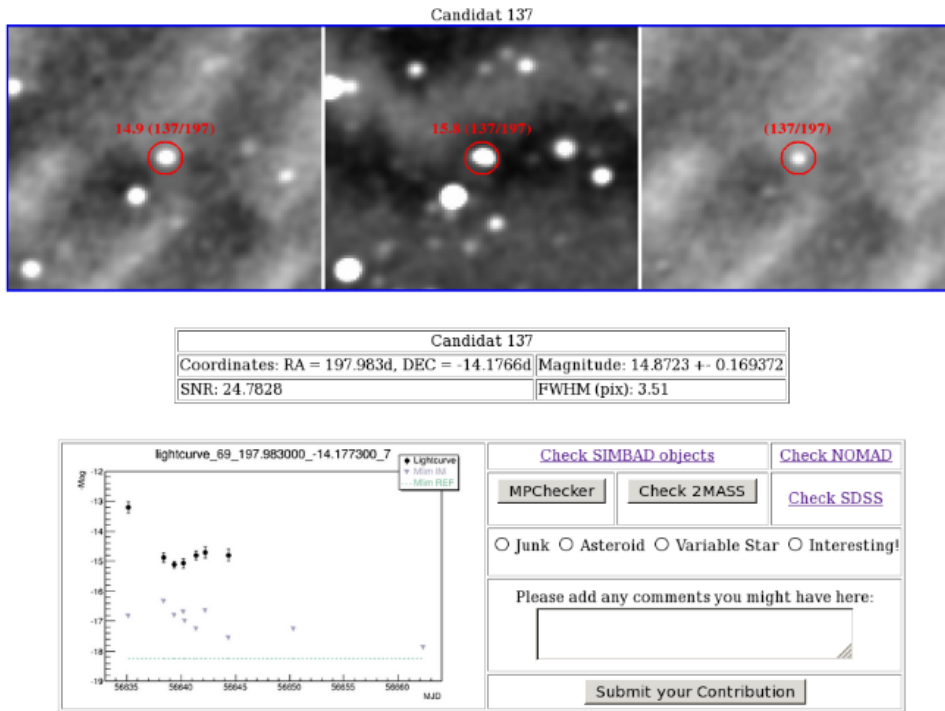 Candidat 137
14.9 (137/197) 15.8 (137/197) (137/197)
Candidat 137
Coordinates: RA = 197.983d, DEC = -14.1766d Magnitude: 14.8723 +- 0.169372
SNR: 24.7828 FWHM (pix): 3.51
lightcurve_69_197.983000_-14.177300_7
Lightcurve
Mlim IM
Mlim REF
-Mag
-12
-13
-14
-15
-16
-17
-18
-19
56635 56640 56645 56650 56655 56660
MJD
Check SIMBAD objects Check NOMAD
MPChecker Check 2MASS Check SDSS
Junk Asteroid Variable Star Interesting!
Please add any comments you might have here:
Submit your Contribution